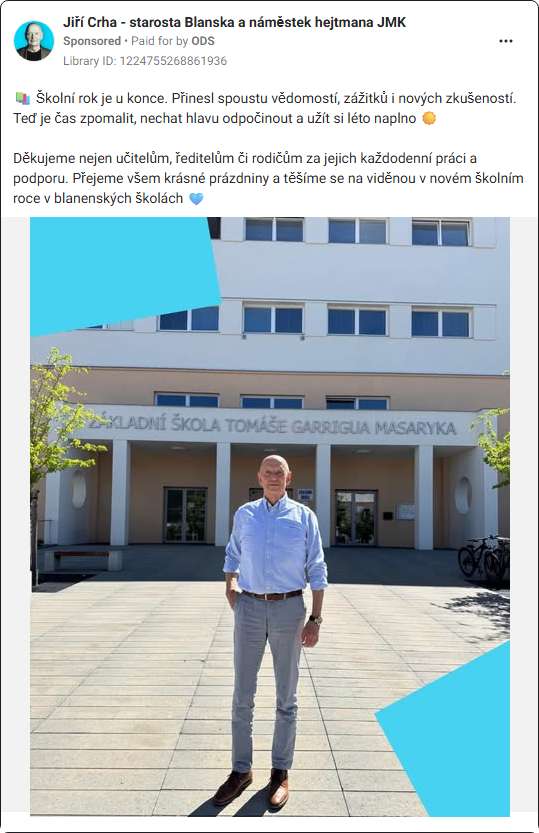 Jiří Crha - starosta Blanska a náměstek hejtmana JMK
Sponsored • Paid for by ODS
Library ID: 1224755268861936
Školní rok je u konce. Přinesl spoustu vědomostí, zážitků i nových zkušeností.
Teď je čas zpomalit, nechat hlavu odpočinout a užít si léto naplno
Děkujeme nejen učitelům, ředitelům či rodičům za jejich každodenní práci a
podporu. Přejeme všem krásné prázdniny a těšíme se na viděnou v novém školním
roce v blanenských školách
ZÁKLADNÍ ŠKOLA TOMÁŠE GARRIGUA MASARYKA